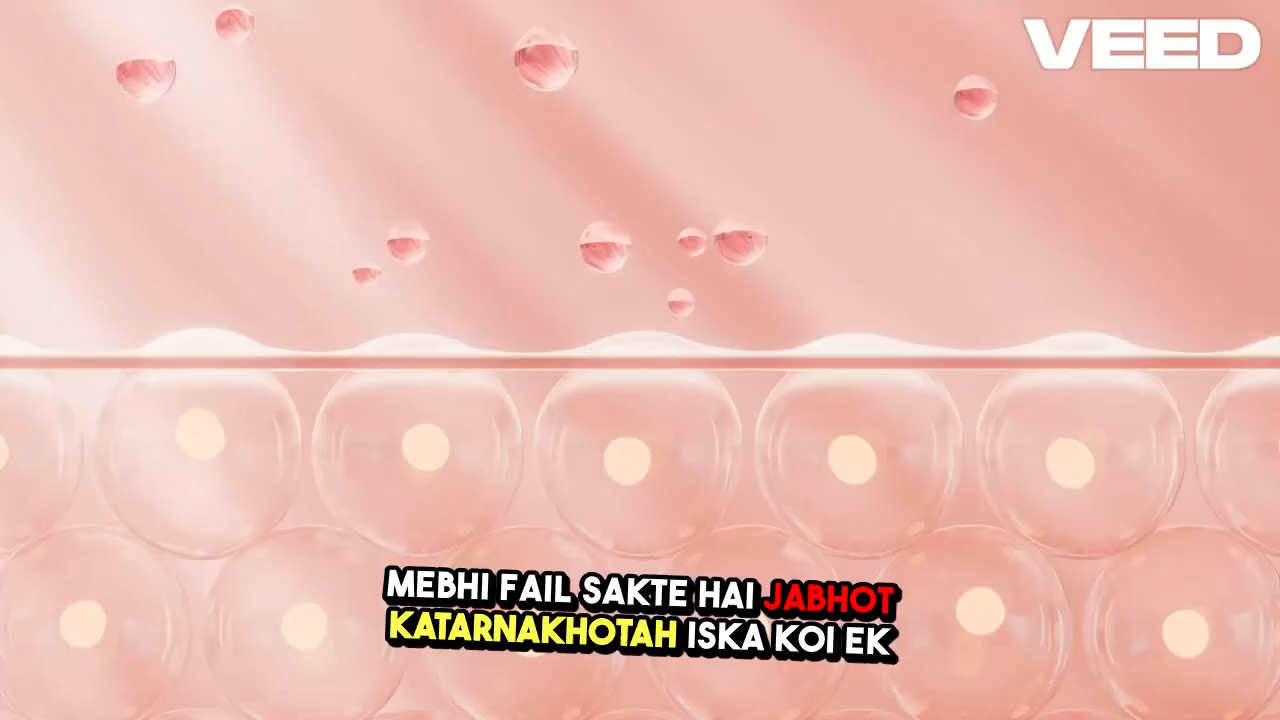 VEED
MEBHI FAIL SAKTE HAI JABHOT
KATARNAKHOTAH ISKA KOI EK